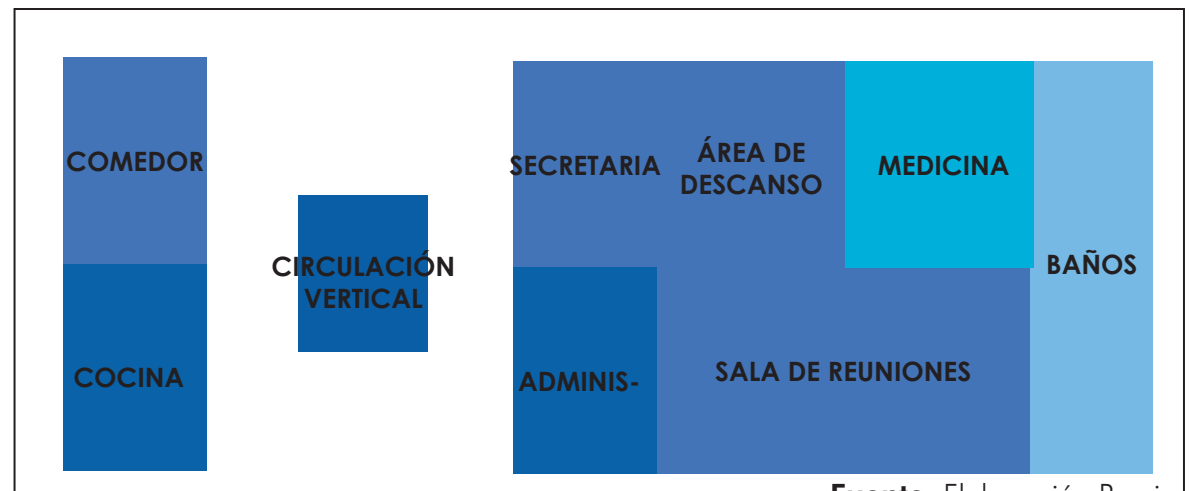 COMEDOR
COCINA
CIRCULACIÓN
VERTICAL
SECRETARIA
ÁREA DE
DESCANSO
MEDICINA
BAÑOS
ADMINIS-
SALA DE REUNIONES